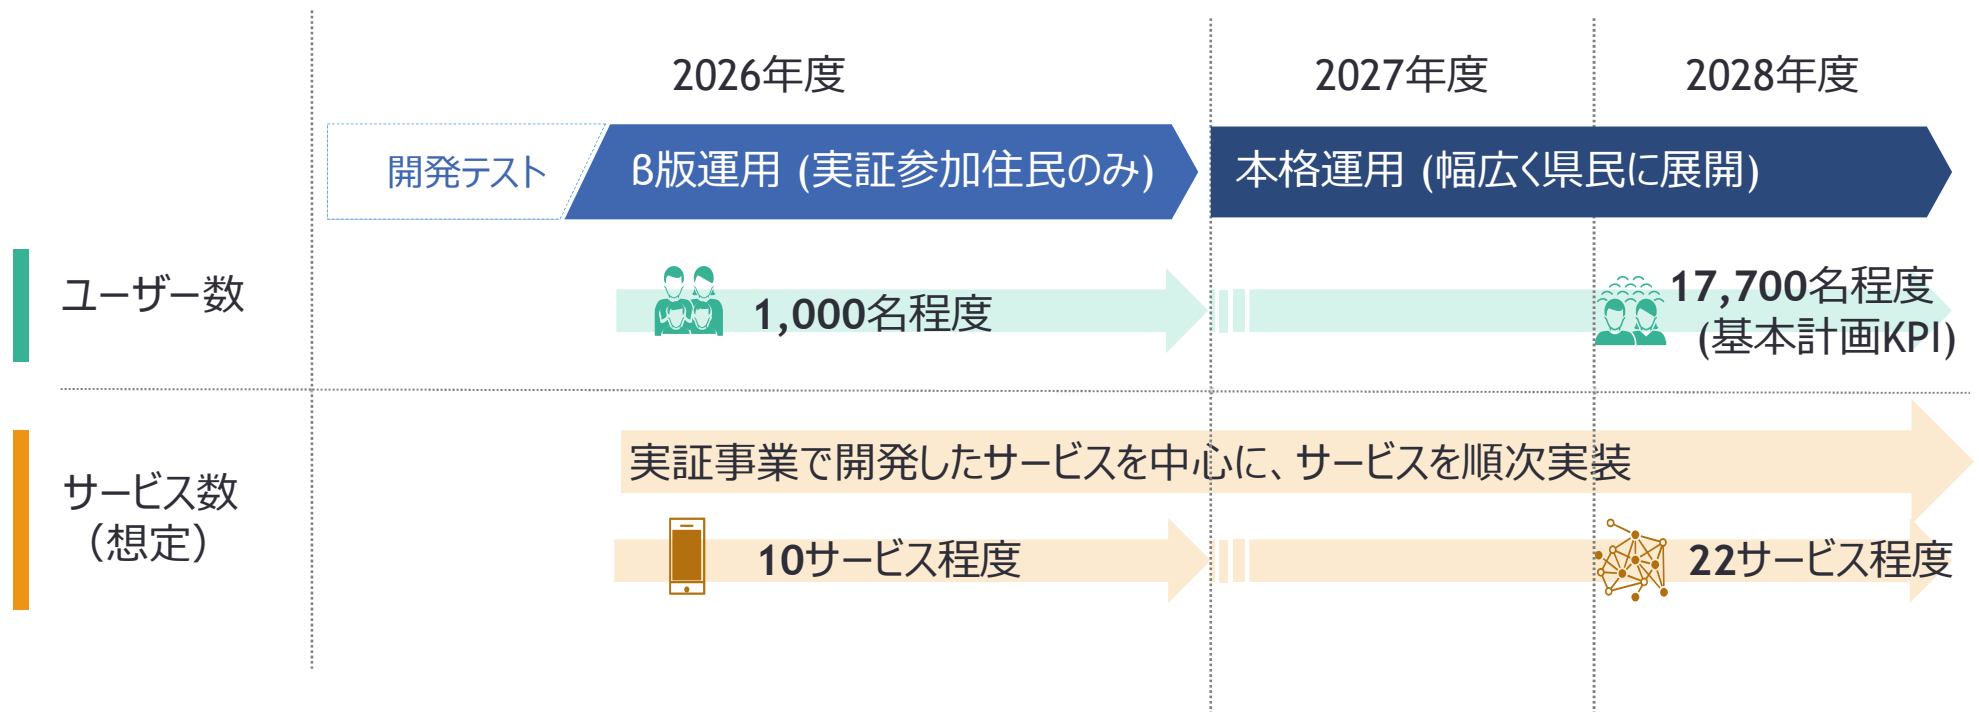 2026年度
2027年度
2028年度
開発テスト
β版運用 (実証参加住民のみ)
本格運用 (幅広く県民に展開)
ユーザー数
1,000名程度
17,700名程度
(基本計画KPI)
サービス数
（想定）
実証事業で開発したサービスを中心に、サービスを順次実装
10サービス程度
22サービス程度